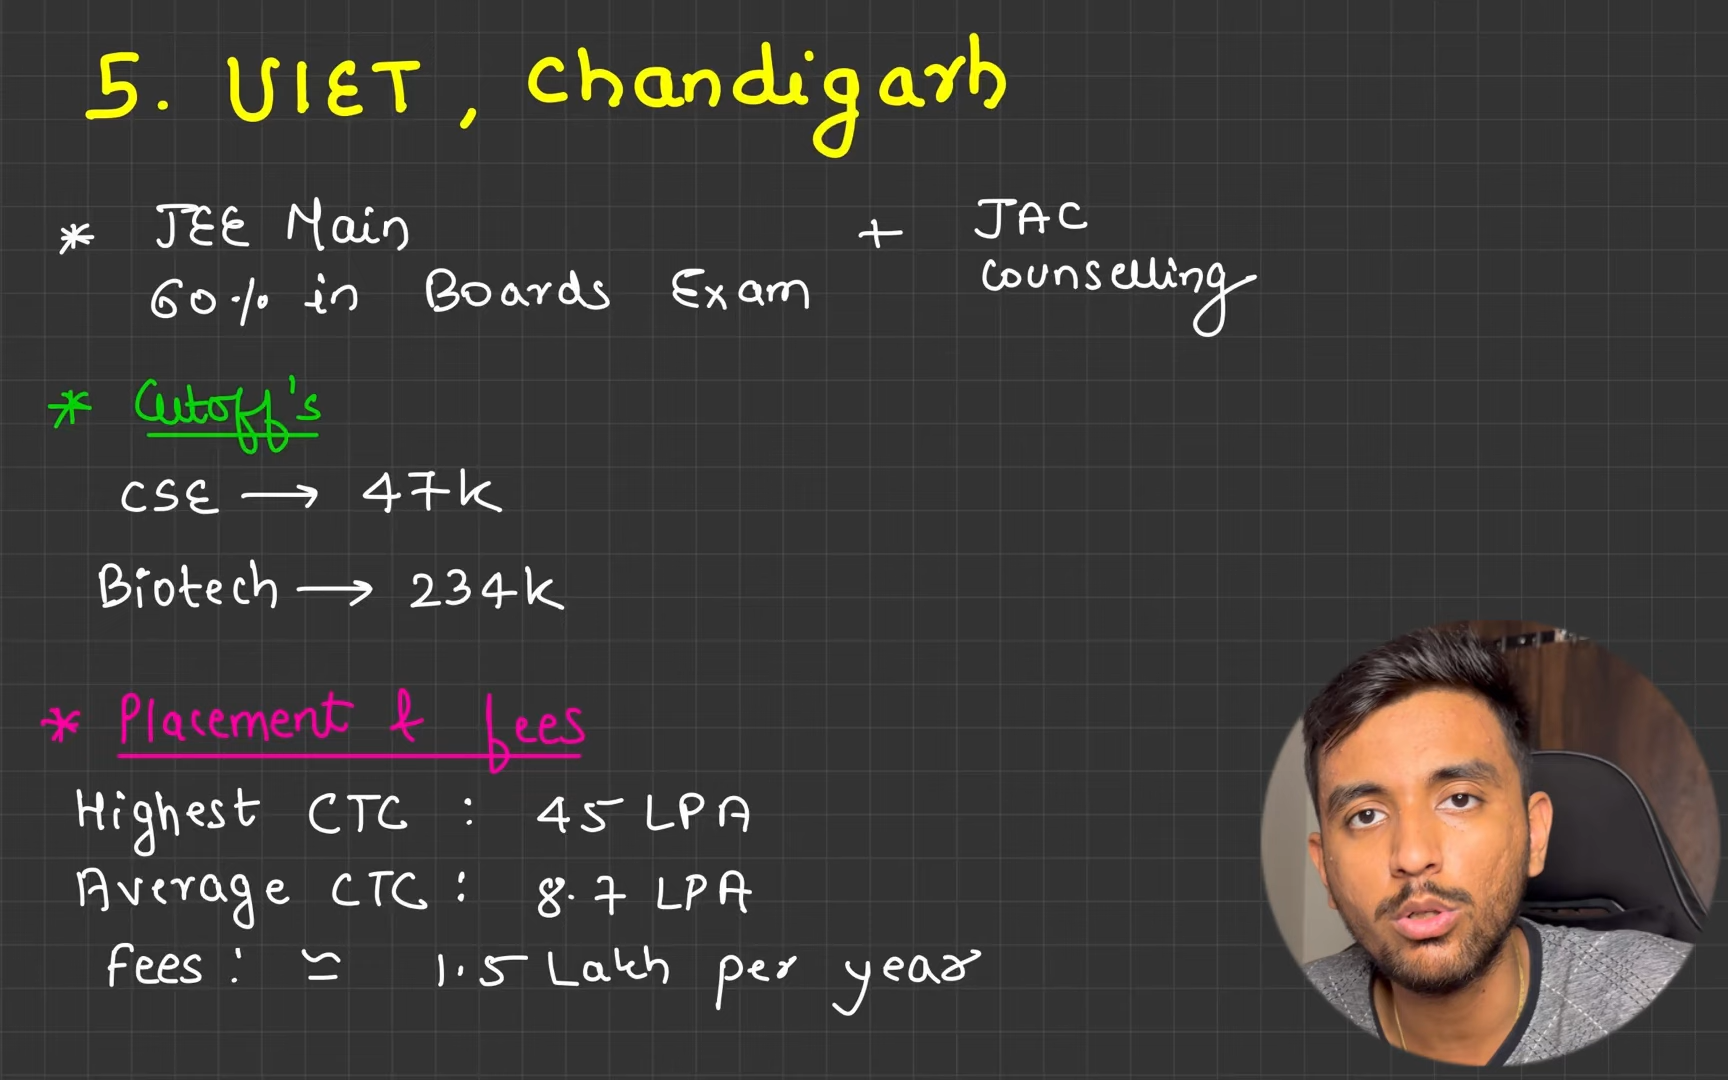 5. UIET, Chandigarh
* JEE Main + JAC
60% in Boards Exam counselling
* Cutoff's
CSE → 47k
Biotech → 234k
* Placement & fees
Highest CTC : 45 LPA
Average CTC : 8.7 LPA
fees : ≃ 1.5 Lakh per year